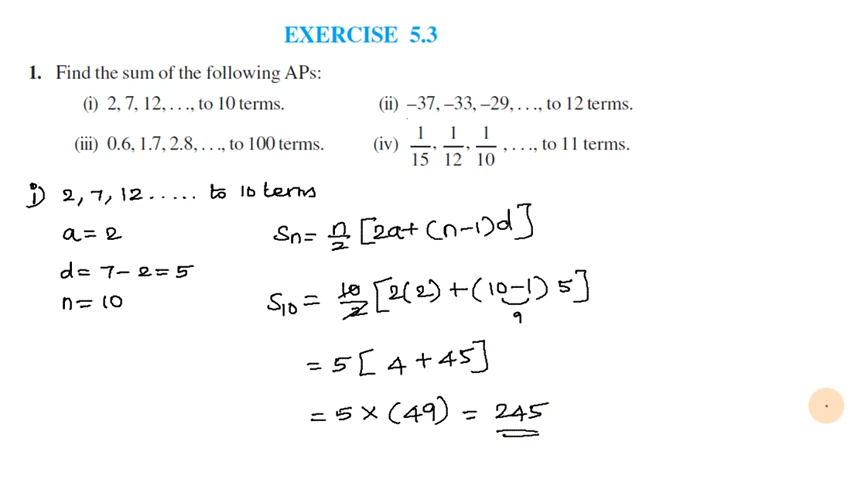 EXERCISE 5.3
1. Find the sum of the following APs:
(i) 2, 7, 12, . . ., to 10 terms. (ii) –37, –33, –29, . . ., to 12 terms.
(iii) 0.6, 1.7, 2.8, . . ., to 100 terms. (iv) 1/15, 1/12, 1/10, . . ., to 11 terms.
i) 2, 7, 12 ..... to 10 terms
a = 2
d = 7 - 2 = 5
n = 10
Sn = n/2 [2a + (n-1)d]
S10 = 10/2 [2(2) + (10-1) 5]
9
= 5 [ 4 + 45]
= 5 × (49) = 245